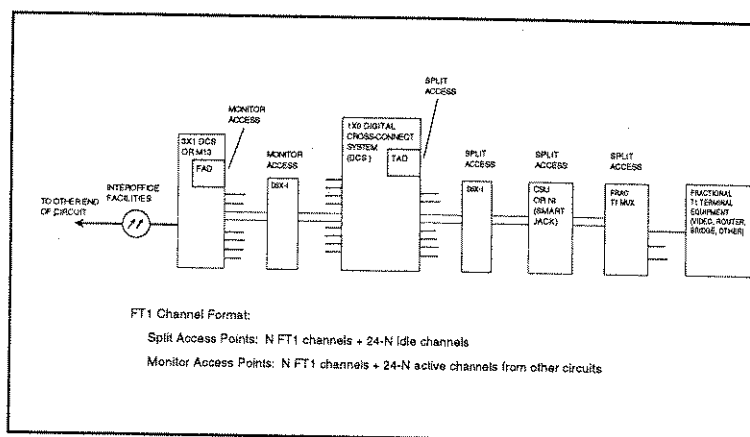 SPLIT
ACCESS
MONITOR
ACCESS
1X0 DIGITAL
CROSS-CONNECT
SYSTEM
(DCS)
TAD
3X1 DCS
OR M13
FAD
MONITOR
ACCESS
DSX-I
SPLIT
ACCESS
DSX-I
SPLIT
ACCESS
CSU
OR NI
(SMART
JACK)
SPLIT
ACCESS
FRAC
T1 MUX
FRACTIONAL
T1 TERMINAL
EQUIPMENT
(VIDEO, ROUTER,
BRIDGE, OTHER)
INTEROFFICE
FACILITIES
TO OTHER END
OF CIRCUIT
FT1 Channel Format:
Split Access Points: N FT1 channels + 24-N idle channels
Monitor Access Points: N FT1 channels + 24-N active channels from other circuits